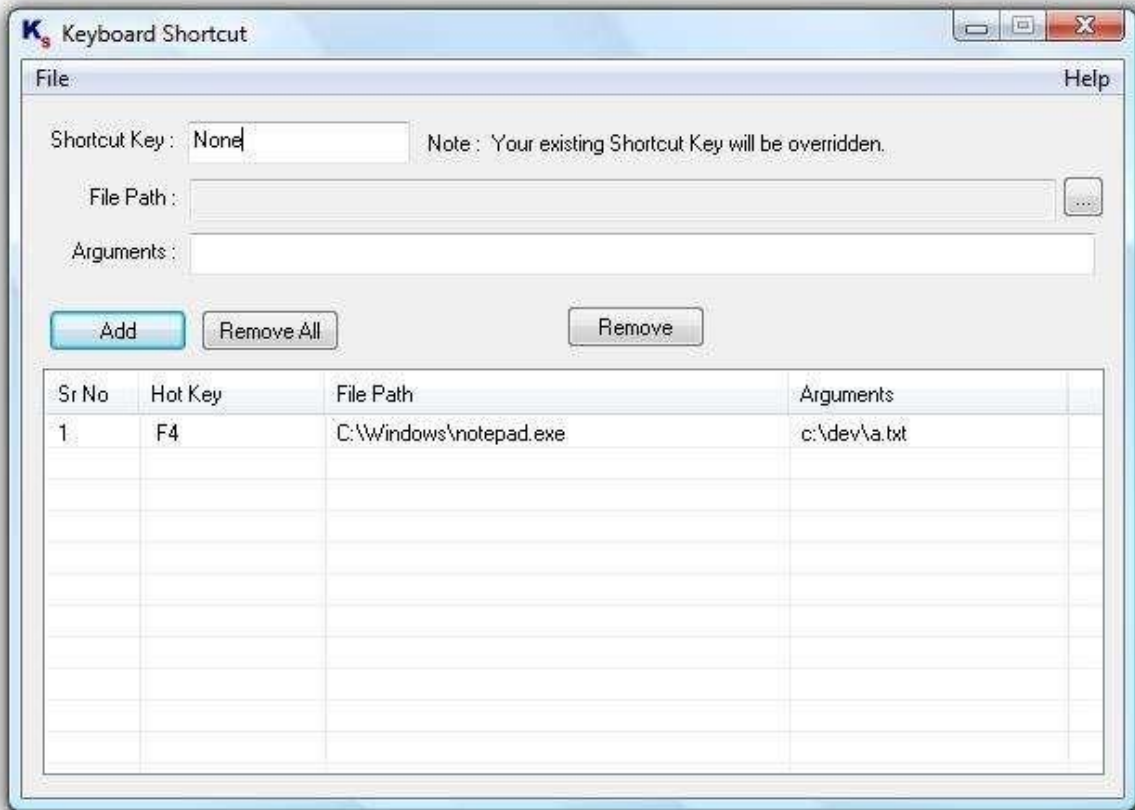 Ks Keyboard Shortcut
File Help
Shortcut Key : None Note : Your existing Shortcut Key will be overridden.
File Path : ...
Arguments :
Add Remove All Remove
Sr No Hot Key File Path Arguments
1 F4 C:\Windows\notepad.exe c:\dev\a.txt